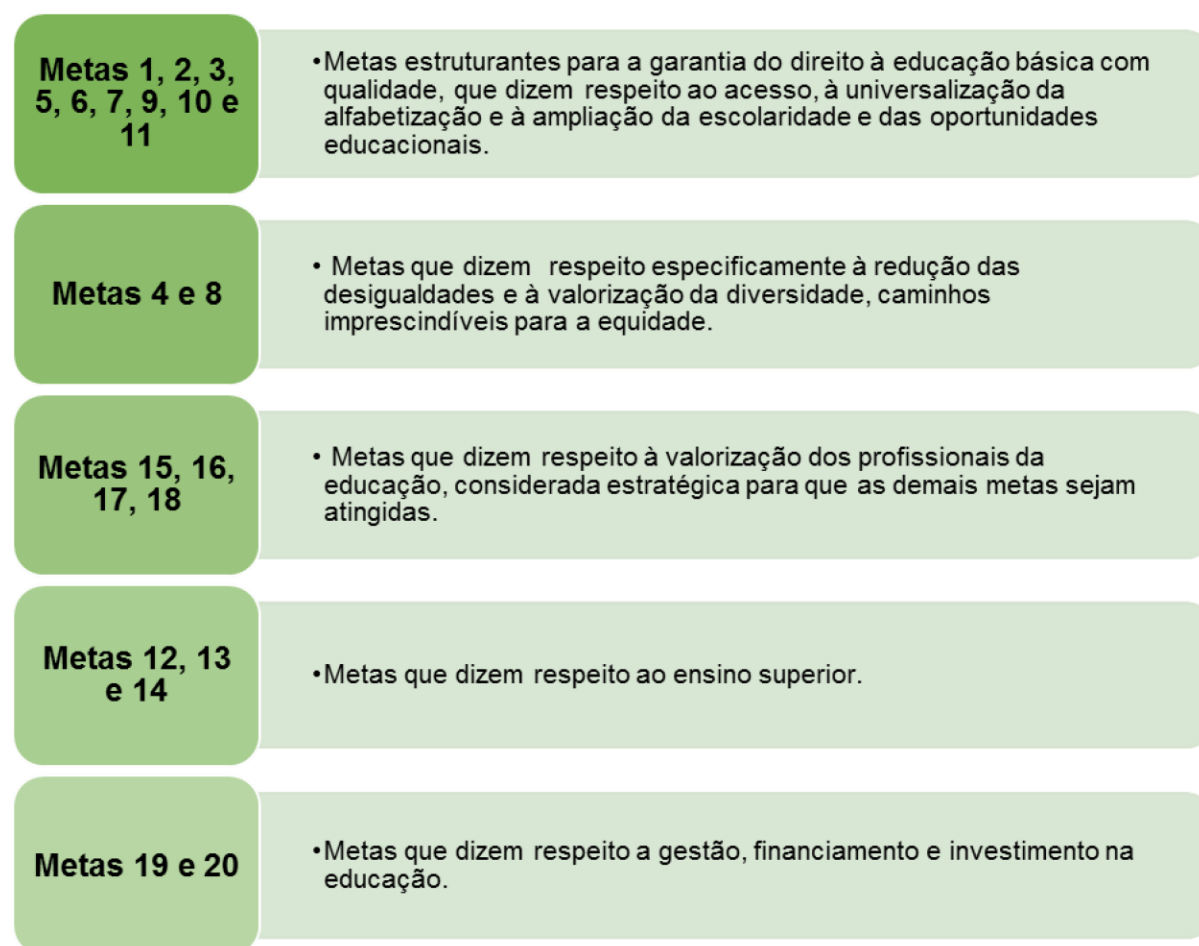 Metas 1, 2, 3,
5, 6, 7, 9, 10 e
11
•Metas estruturantes para a garantia do direito à educação básica com
qualidade, que dizem respeito ao acesso, à universalização da
alfabetização e à ampliação da escolaridade e das oportunidades
educacionais.
Metas 4 e 8
• Metas que dizem respeito especificamente à redução das
desigualdades e à valorização da diversidade, caminhos
imprescindíveis para a equidade.
Metas 15, 16,
17, 18
• Metas que dizem respeito à valorização dos profissionais da
educação, considerada estratégica para que as demais metas sejam
atingidas.
Metas 12, 13
e 14
•Metas que dizem respeito ao ensino superior.
Metas 19 e 20
•Metas que dizem respeito a gestão, financiamento e investimento na
educação.